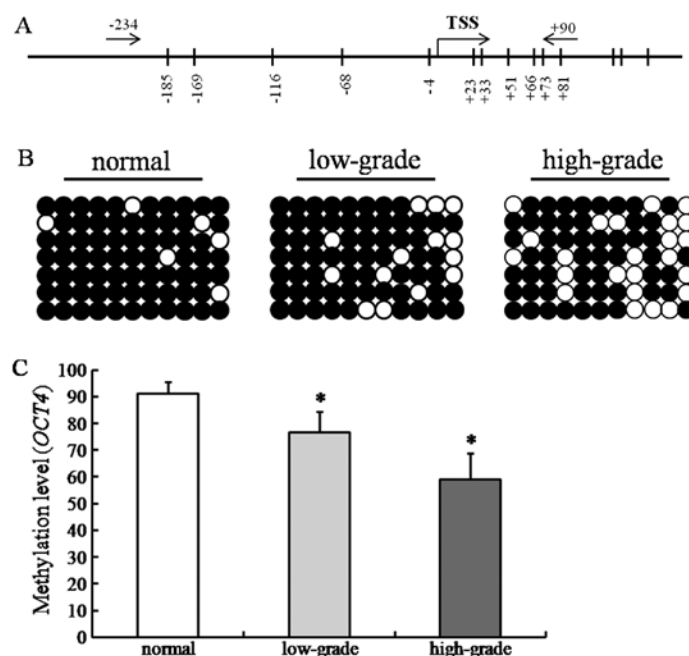 A
-234
TSS
+90
-185
-169
-116
-68
-4
+23
+33
+51
+66
+73
+81
B
normal
low-grade
high-grade
C
Methylation level (OCT4)
100
90
80
70
60
50
40
30
20
10
0
*
*
normal
low-grade
high-grade